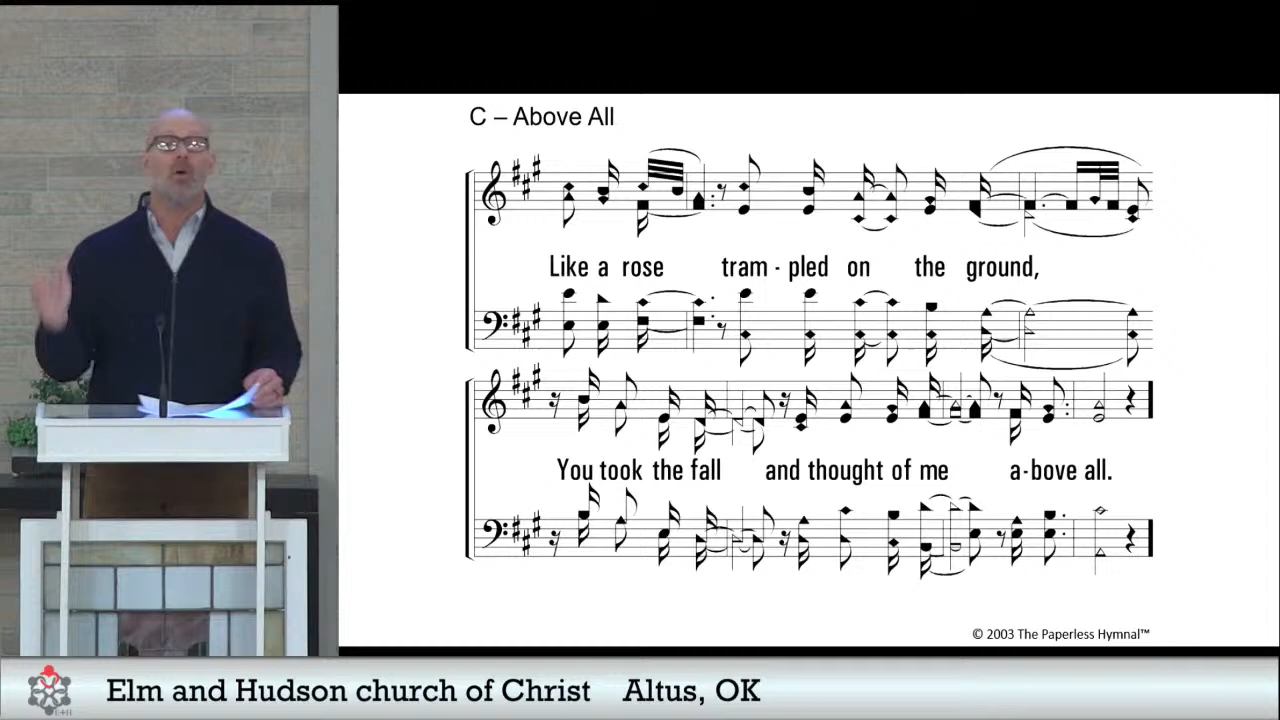 C – Above All
Like a rose tram - pled on the ground,
You took the fall and thought of me a-bove all.
© 2003 The Paperless Hymnal™
Elm and Hudson church of Christ Altus, OK
E+H